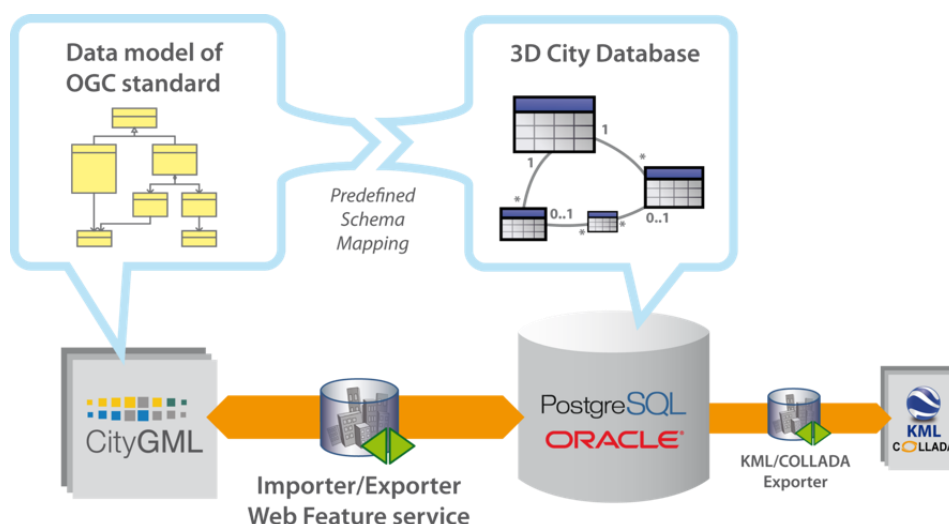 Data model of
OGC standard
3D City Database
Predefined
Schema
Mapping
1
1
*
*
0..1
0..1
*
*
CityGML
Importer/Exporter
Web Feature service
PostgreSQL
ORACLE®
KML/COLLADA
Exporter
KML
COLLADA